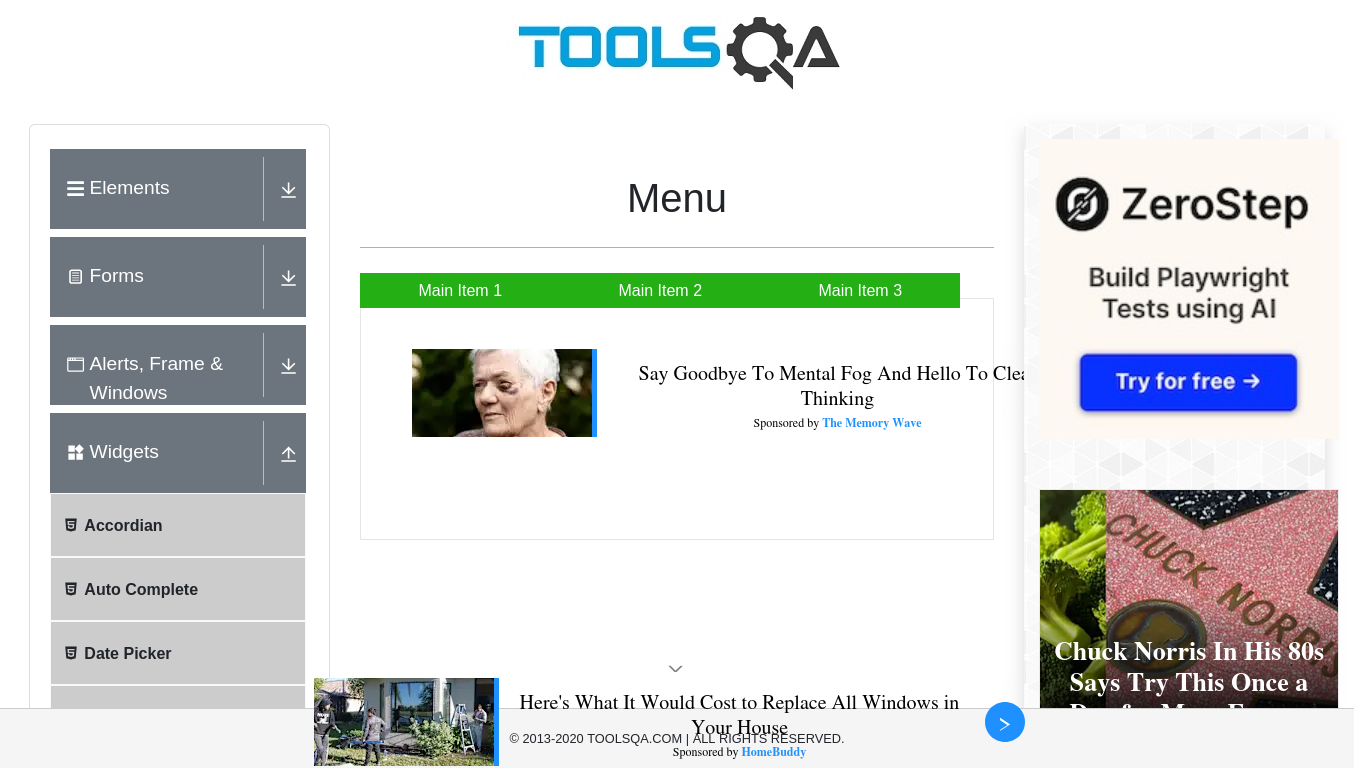 TOOLSQA
Elements
Forms
Alerts, Frame &
Windows
Widgets
Accordian
Auto Complete
Date Picker
Menu
Main Item 1
Main Item 2
Main Item 3
Say Goodbye To Mental Fog And Hello To Clea
Thinking
Sponsored by The Memory Wave
ZeroStep
Build Playwright
Tests using AI
Try for free →
CHUCK NORRIS
Chuck Norris In His 80s
Says Try This Once a
Here's What It Would Cost to Replace All Windows in
Your House
© 2013-2020 TOOLSQA.COM | ALL RIGHTS RESERVED.
Sponsored by HomeBuddy